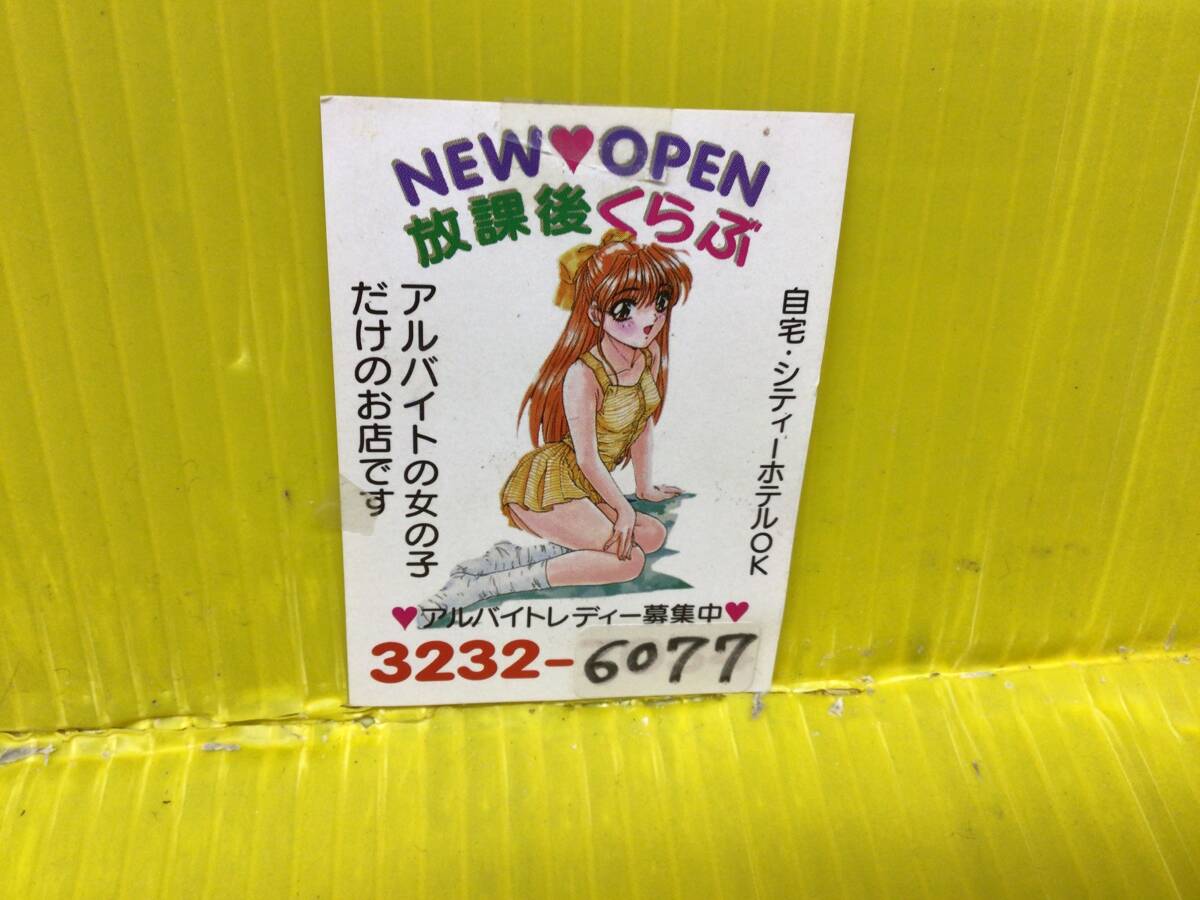 NEW♥OPEN
放課後くらぶ
自宅・シティーホテルOK
アルバイトの女の子
だけのお店です
♥アルバイトレディー募集中♥
3232-6077